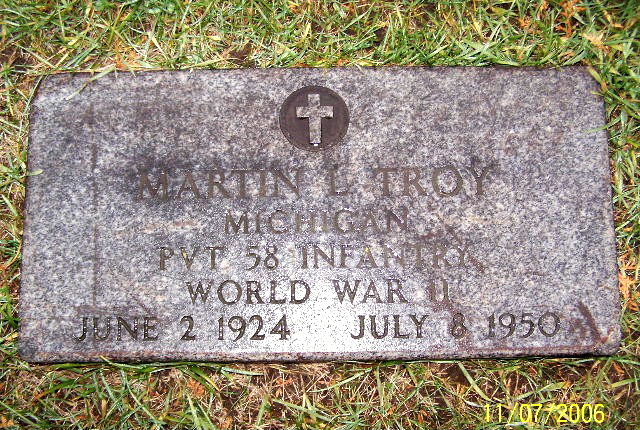 MARTIN L TROY
MICHIGAN
PVT 58 INFANTRY
WORLD WAR II
JUNE 2 1924 JULY 8 1950
11/07/2006